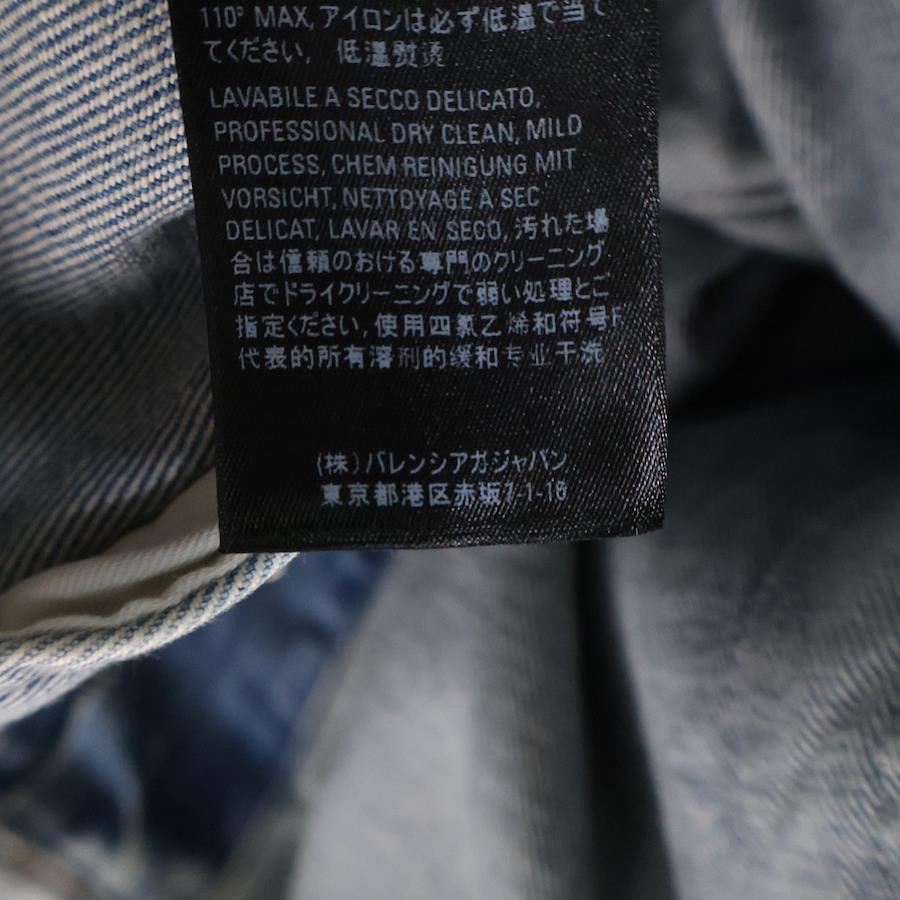 110° MAX, アイロンは必ず低温で当て
てください, 低温熨烫
LAVABILE A SECCO DELICATO,
PROFESSIONAL DRY CLEAN, MILD
PROCESS, CHEM REINIGUNG MIT
VORSICHT, NETTOYAGE A SEC
DELICAT, LAVAR EN SECO, 汚れた場
合は信頼のおける専門のクリーニング
店でドライクリーニングで弱い処理とご
指定ください, 使用四氯乙烯和符号F
代表的所有溶剂的缓和专业干洗
(株)バレンシアガジャパン
東京都港区赤坂7-1-16